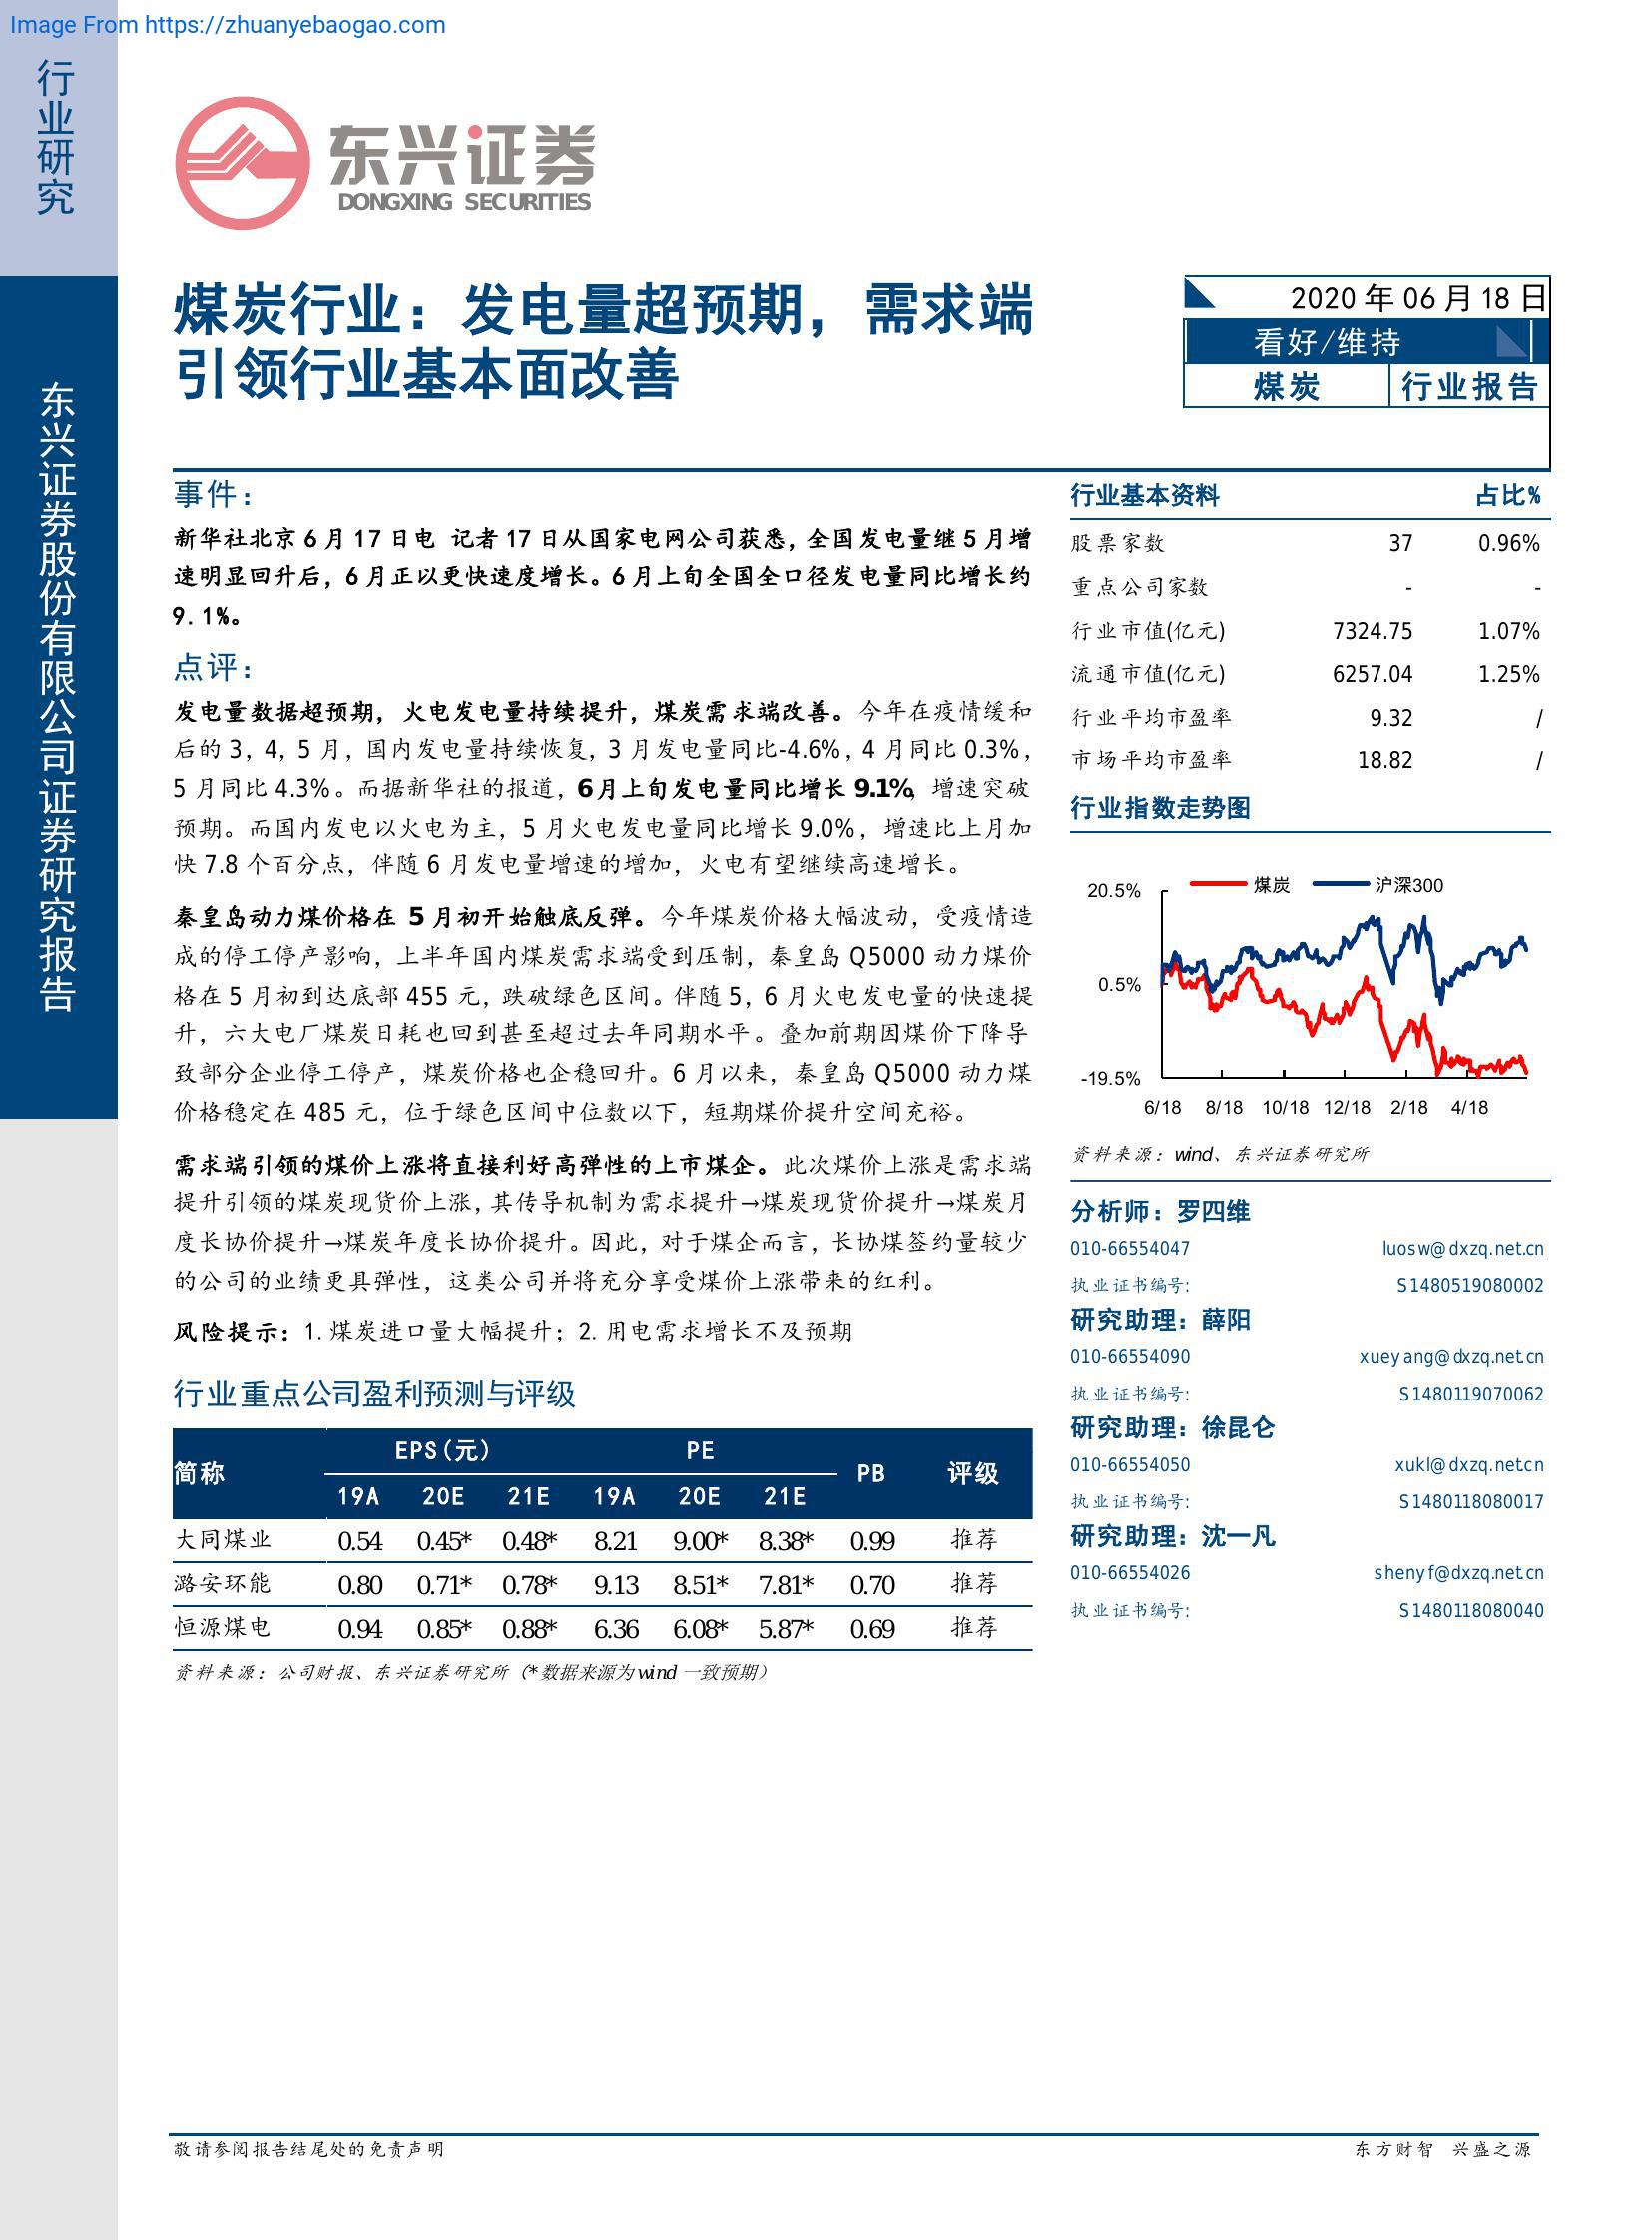 Image From https://zhuanyebaogao.com
行业研究
东兴证券股份有限公司证券研究报告
东兴证券
DONGXING SECURITIES
煤炭行业：发电量超预期，需求端
引领行业基本面改善
2020 年 06 月 18 日
看好/维持
煤炭 行业报告
事件：
新华社北京 6 月 17 日电 记者 17 日从国家电网公司获悉，全国发电量继 5 月增
速明显回升后，6 月正以更快速度增长。6 月上旬全国全口径发电量同比增长约
9.1%。
点评：
发电量数据超预期，火电发电量持续提升，煤炭需求端改善。今年在疫情缓和
后的 3，4，5 月，国内发电量持续恢复，3 月发电量同比-4.6%，4 月同比 0.3%，
5 月同比 4.3%。而据新华社的报道，6月上旬发电量同比增长 9.1%，增速突破
预期。而国内发电以火电为主，5 月火电发电量同比增长 9.0%，增速比上月加
快 7.8 个百分点，伴随 6 月发电量增速的增加，火电有望继续高速增长。
秦皇岛动力煤价格在 5 月初开始触底反弹。今年煤炭价格大幅波动，受疫情造
成的停工停产影响，上半年国内煤炭需求端受到压制，秦皇岛 Q5000 动力煤价
格在 5 月初到达底部 455 元，跌破绿色区间。伴随 5，6 月火电发电量的快速提
升，六大电厂煤炭日耗也回到甚至超过去年同期水平。叠加前期因煤价下降导
致部分企业停工停产，煤炭价格也企稳回升。6 月以来，秦皇岛 Q5000 动力煤
价格稳定在 485 元，位于绿色区间中位数以下，短期煤价提升空间充裕。
需求端引领的煤价上涨将直接利好高弹性的上市煤企。此次煤价上涨是需求端
提升引领的煤炭现货价上涨，其传导机制为需求提升→煤炭现货价提升→煤炭月
度长协价提升→煤炭年度长协价提升。因此，对于煤企而言，长协煤签约量较少
的公司的业绩更具弹性，这类公司并将充分享受煤价上涨带来的红利。
风险提示：1.煤炭进口量大幅提升；2.用电需求增长不及预期
行业重点公司盈利预测与评级
简称 EPS(元) PE PB 评级
19A 20E 21E 19A 20E 21E
大同煤业 0.54 0.45* 0.48* 8.21 9.00* 8.38* 0.99 推荐
潞安环能 0.80 0.71* 0.78* 9.13 8.51* 7.81* 0.70 推荐
恒源煤电 0.94 0.85* 0.88* 6.36 6.08* 5.87* 0.69 推荐
资料来源：公司财报、东兴证券研究所（*数据来源为 wind 一致预期）
行业基本资料 占比%
股票家数 37 0.96%
重点公司家数 - -
行业市值(亿元) 7324.75 1.07%
流通市值(亿元) 6257.04 1.25%
行业平均市盈率 9.32 /
市场平均市盈率 18.82 /
行业指数走势图
煤炭 沪深300
20.5%
0.5%
-19.5%
6/18 8/18 10/18 12/18 2/18 4/18
资料来源：wind、东兴证券研究所
分析师：罗四维
010-66554047 luosw@dxzq.net.cn
执业证书编号: S1480519080002
研究助理：薛阳
010-66554090 xueyang@dxzq.net.cn
执业证书编号: S1480119070062
研究助理：徐昆仑
010-66554050 xukl@dxzq.net.cn
执业证书编号: S1480118080017
研究助理：沈一凡
010-66554026 shenyf@dxzq.net.cn
执业证书编号: S1480118080040
敬请参阅报告结尾处的免责声明
东方财智 兴盛之源